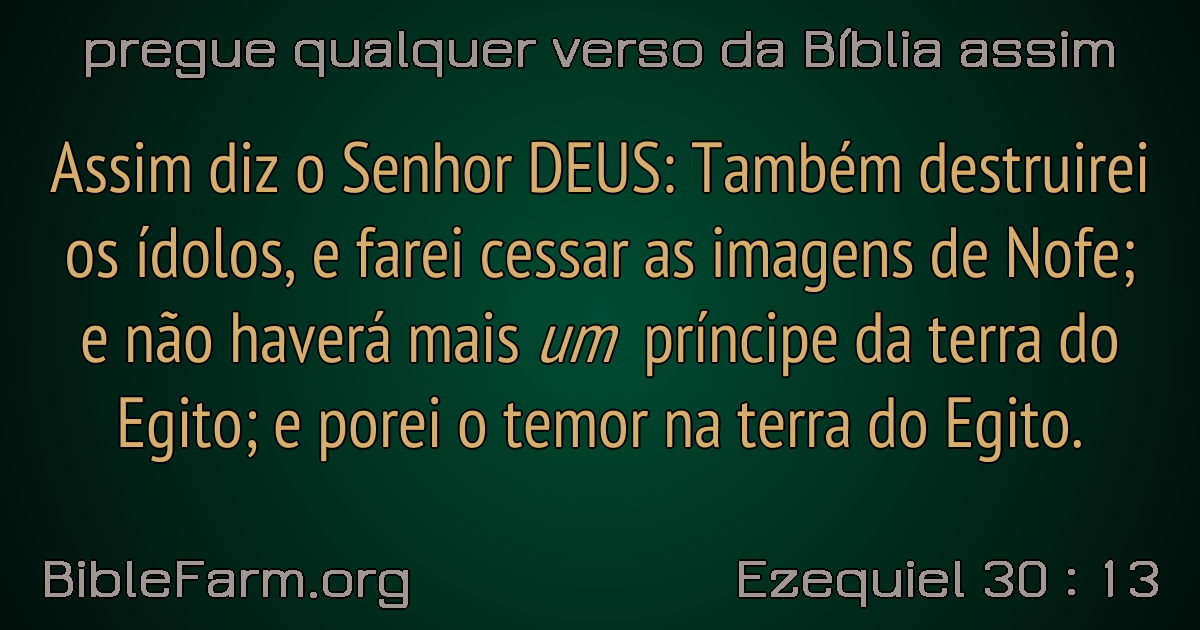 pregue qualquer verso da Bíblia assim
Assim diz o Senhor DEUS: Também destruirei
os ídolos, e farei cessar as imagens de Nofe;
e não haverá mais um príncipe da terra do
Egito; e porei o temor na terra do Egito.
BibleFarm.org
Ezequiel 30 : 13